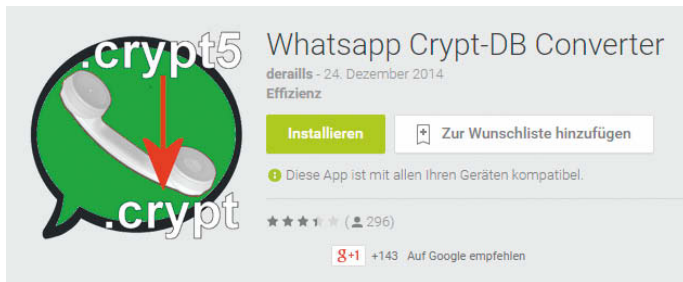 .crypt5
.crypt
Whatsapp Crypt-DB Converter
deraills - 24. Dezember 2014
Effizienz
Installieren
Zur Wunschliste hinzufügen
Diese App ist mit allen Ihren Geräten kompatibel.
(296)
g+1 +143 Auf Google empfehlen